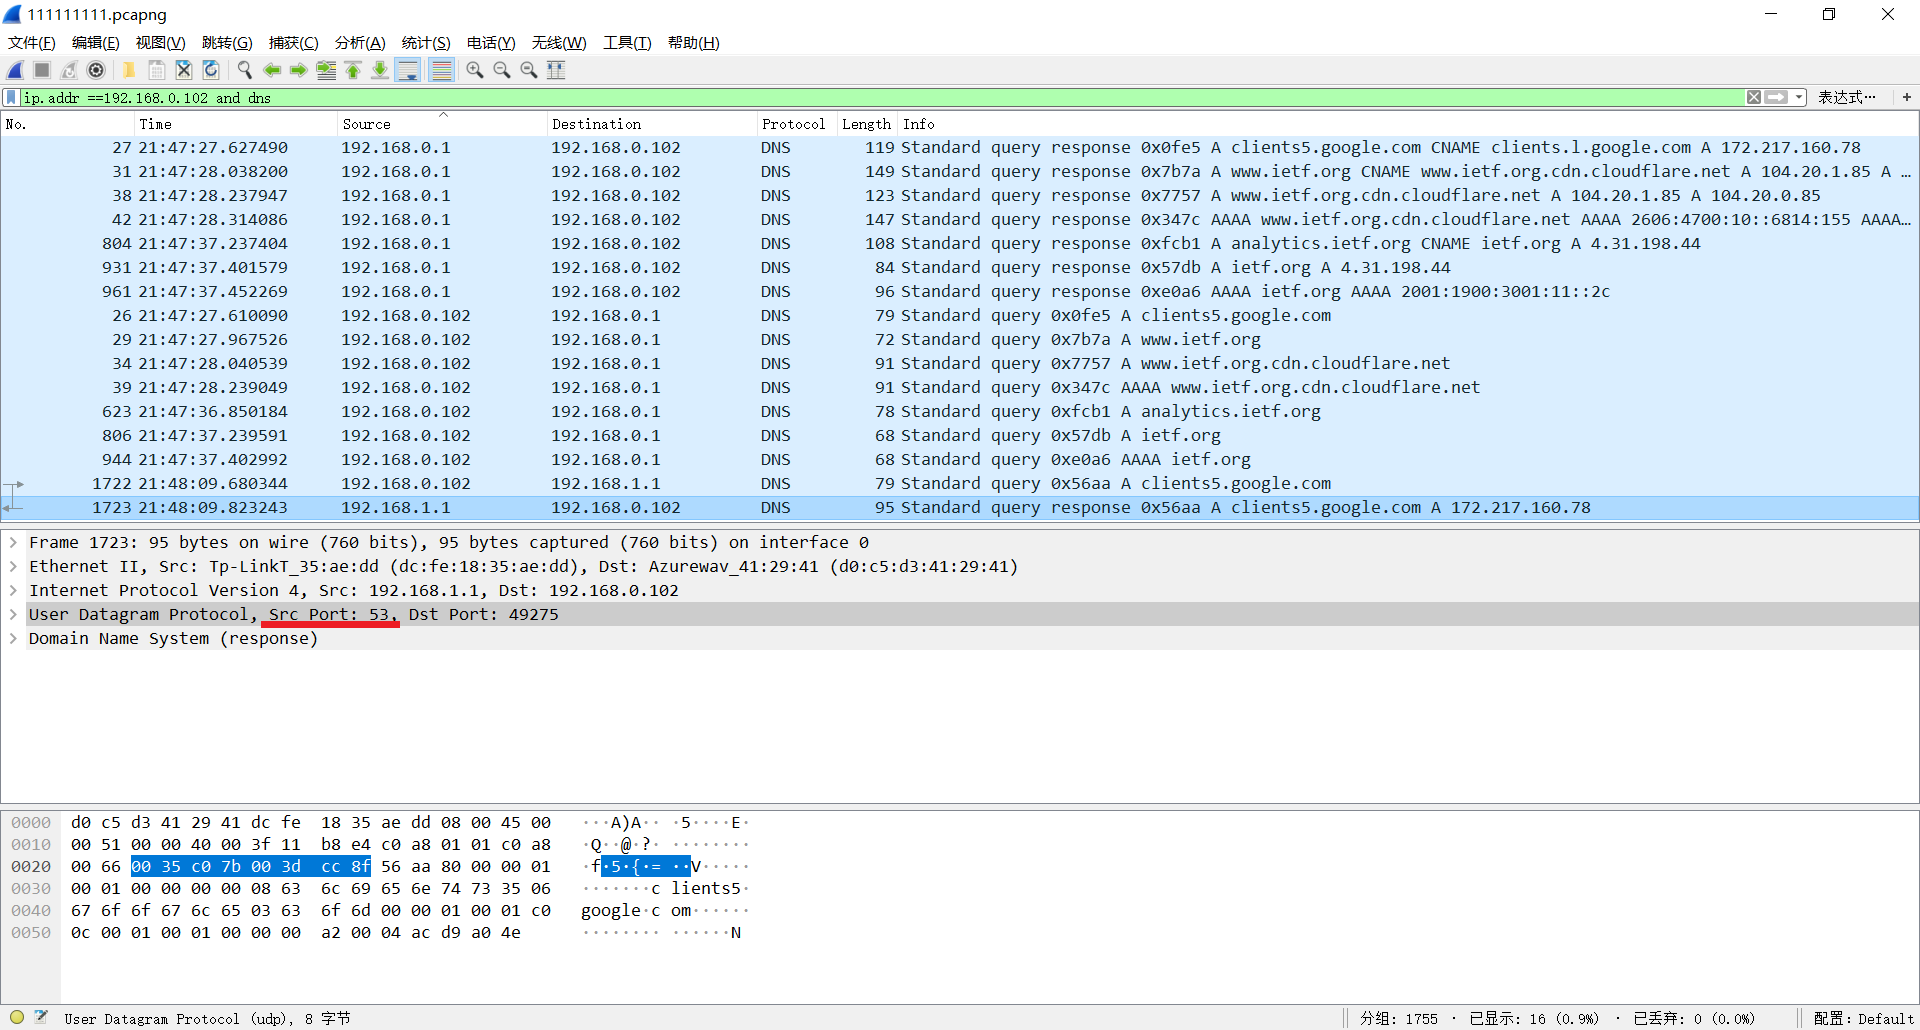 111111111.pcapng
文件(F) 编辑(E) 视图(V) 跳转(G) 捕获(C) 分析(A) 统计(S) 电话(Y) 无线(W) 工具(T) 帮助(H)
ip.addr ==192.168.0.102 and dns 表达式… +
No. Time Source Destination Protocol Length Info
27 21:47:27.627490 192.168.0.1 192.168.0.102 DNS 119 Standard query response 0x0fe5 A clients5.google.com CNAME clients.l.google.com A 172.217.160.78
31 21:47:28.038200 192.168.0.1 192.168.0.102 DNS 149 Standard query response 0x7b7a A www.ietf.org CNAME www.ietf.org.cdn.cloudflare.net A 104.20.1.85 A …
38 21:47:28.237947 192.168.0.1 192.168.0.102 DNS 123 Standard query response 0x7757 A www.ietf.org.cdn.cloudflare.net A 104.20.1.85 A 104.20.0.85
42 21:47:28.314086 192.168.0.1 192.168.0.102 DNS 147 Standard query response 0x347c AAAA www.ietf.org.cdn.cloudflare.net AAAA 2606:4700:10::6814:155 AAAA…
804 21:47:37.237404 192.168.0.1 192.168.0.102 DNS 108 Standard query response 0xfcb1 A analytics.ietf.org CNAME ietf.org A 4.31.198.44
931 21:47:37.401579 192.168.0.1 192.168.0.102 DNS 84 Standard query response 0x57db A ietf.org A 4.31.198.44
961 21:47:37.452269 192.168.0.1 192.168.0.102 DNS 96 Standard query response 0xe0a6 AAAA ietf.org AAAA 2001:1900:3001:11::2c
26 21:47:27.610090 192.168.0.102 192.168.0.1 DNS 79 Standard query 0x0fe5 A clients5.google.com
29 21:47:27.967526 192.168.0.102 192.168.0.1 DNS 72 Standard query 0x7b7a A www.ietf.org
34 21:47:28.040539 192.168.0.102 192.168.0.1 DNS 91 Standard query 0x7757 A www.ietf.org.cdn.cloudflare.net
39 21:47:28.239049 192.168.0.102 192.168.0.1 DNS 91 Standard query 0x347c AAAA www.ietf.org.cdn.cloudflare.net
623 21:47:36.850184 192.168.0.102 192.168.0.1 DNS 78 Standard query 0xfcb1 A analytics.ietf.org
806 21:47:37.239591 192.168.0.102 192.168.0.1 DNS 68 Standard query 0x57db A ietf.org
944 21:47:37.402992 192.168.0.102 192.168.0.1 DNS 68 Standard query 0xe0a6 AAAA ietf.org
1722 21:48:09.680344 192.168.0.102 192.168.1.1 DNS 79 Standard query 0x56aa A clients5.google.com
1723 21:48:09.823243 192.168.1.1 192.168.0.102 DNS 95 Standard query response 0x56aa A clients5.google.com A 172.217.160.78
Frame 1723: 95 bytes on wire (760 bits), 95 bytes captured (760 bits) on interface 0
Ethernet II, Src: Tp-LinkT_35:ae:dd (dc:fe:18:35:ae:dd), Dst: Azurewav_41:29:41 (d0:c5:d3:41:29:41)
Internet Protocol Version 4, Src: 192.168.1.1, Dst: 192.168.0.102
User Datagram Protocol, Src Port: 53, Dst Port: 49275
Domain Name System (response)
0000 d0 c5 d3 41 29 41 dc fe 18 35 ae dd 08 00 45 00 ···A)A·· ·5····E·
0010 00 51 00 00 40 00 3f 11 b8 e4 c0 a8 01 01 c0 a8 ·Q··@·?· ········
0020 00 66 00 35 c0 7b 00 3d cc 8f 56 aa 80 00 00 01 ·f·5·{·= ··V·····
0030 00 01 00 00 00 00 08 63 6c 69 65 6e 74 73 35 06 ·······c lients5·
0040 67 6f 6f 67 6c 65 03 63 6f 6d 00 00 01 00 01 c0 google·c om······
0050 0c 00 01 00 01 00 00 00 a2 00 04 ac d9 a0 4e ········ ······N
User Datagram Protocol (udp), 8 字节 分组: 1755 · 已显示: 16 (0.9%) · 已丢弃: 0 (0.0%) 配置: Default